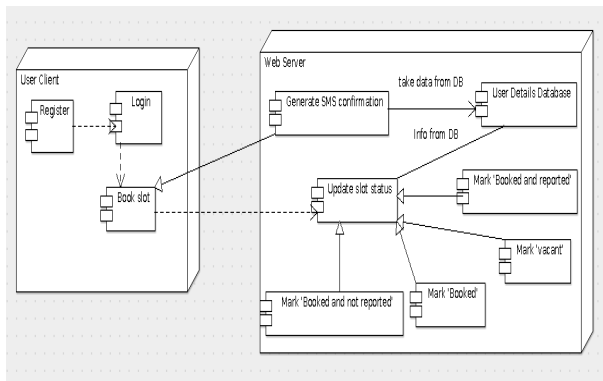 User Client
Register
Login
Book slot
Web Server
take data from DB
Generate SMS confirmation
User Details Database
Info from DB
Update slot status
Mark 'Booked and reported'
Mark 'vacant'
Mark 'Booked and not reported'
Mark 'Booked'